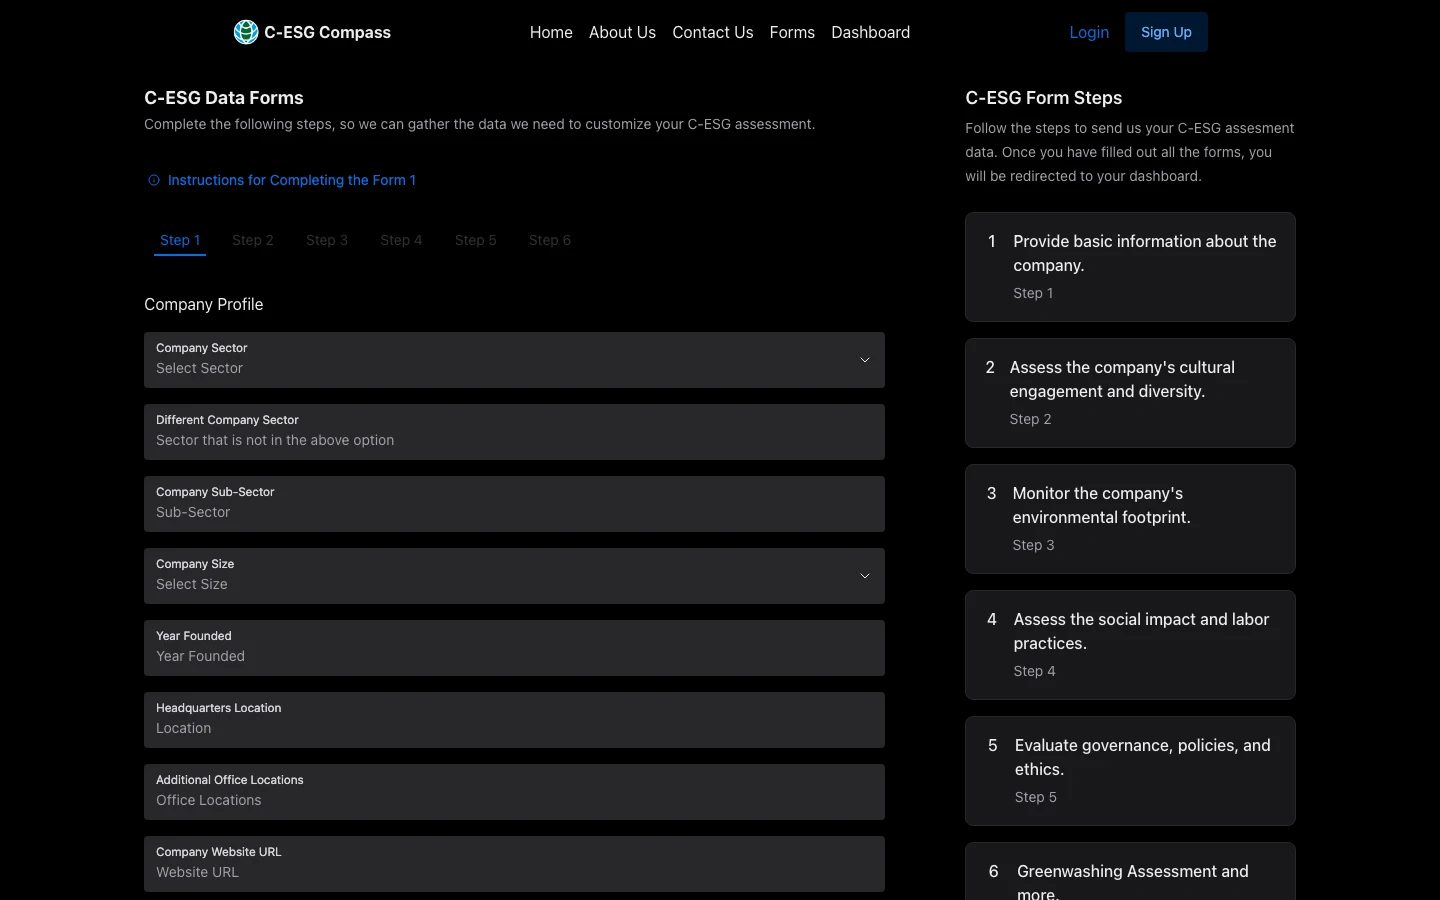 C-ESG Compass
Home About Us Contact Us Forms Dashboard
Login Sign Up
C-ESG Data Forms
Complete the following steps, so we can gather the data we need to customize your C-ESG assessment.
Instructions for Completing the Form 1
Step 1 Step 2 Step 3 Step 4 Step 5 Step 6
Company Profile
Company Sector
Select Sector
Different Company Sector
Sector that is not in the above option
Company Sub-Sector
Sub-Sector
Company Size
Select Size
Year Founded
Year Founded
Headquarters Location
Location
Additional Office Locations
Office Locations
Company Website URL
Website URL
C-ESG Form Steps
Follow the steps to send us your C-ESG assesment
data. Once you have filled out all the forms, you
will be redirected to your dashboard.
1 Provide basic information about the
company.
Step 1
2 Assess the company's cultural
engagement and diversity.
Step 2
3 Monitor the company's
environmental footprint.
Step 3
4 Assess the social impact and labor
practices.
Step 4
5 Evaluate governance, policies, and
ethics.
Step 5
6 Greenwashing Assessment and
more.